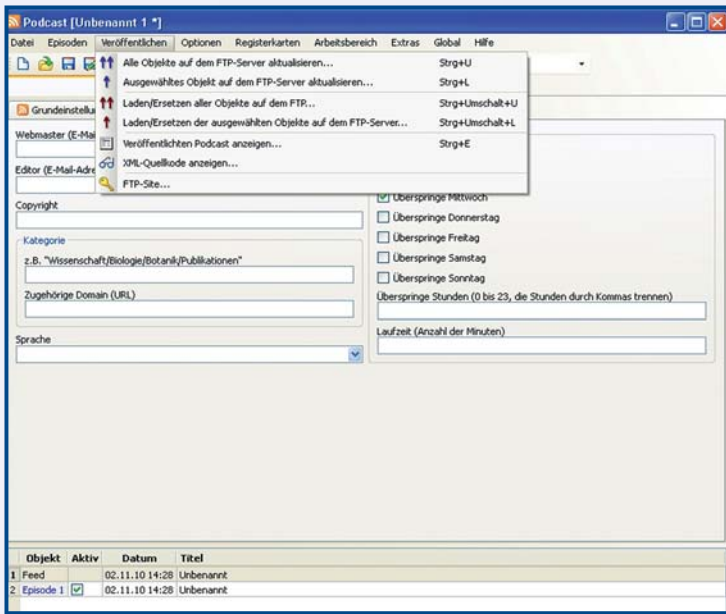 Podcast [Unbenannt 1 *]
Datei Episoden Veröffentlichen Optionen Registerkarten Arbeitsbereich Extras Global Hilfe
Alle Objekte auf dem FTP-Server aktualisieren... Strg+U
Ausgewähltes Objekt auf dem FTP-Server aktualisieren... Strg+L
Laden/Ersetzen aller Objekte auf dem FTP... Strg+Umschalt+U
Laden/Ersetzen der ausgewählten Objekte auf dem FTP-Server... Strg+Umschalt+L
Veröffentlichten Podcast anzeigen... Strg+E
XML-Quellkode anzeigen...
FTP-Site...
Grundeinstellu
Webmaster (E-Mai
Editor (E-Mail-Adre
Copyright
Kategorie
z.B. "Wissenschaft/Biologie/Botanik/Publikationen"
Zugehörige Domain (URL)
Sprache
Überspringe Mittwoch
Überspringe Donnerstag
Überspringe Freitag
Überspringe Samstag
Überspringe Sonntag
Überspringe Stunden (0 bis 23, die Stunden durch Kommas trennen)
Laufzeit (Anzahl der Minuten)
Objekt Aktiv Datum Titel
1 Feed 02.11.10 14:28 Unbenannt
2 Episode 1 02.11.10 14:28 Unbenannt